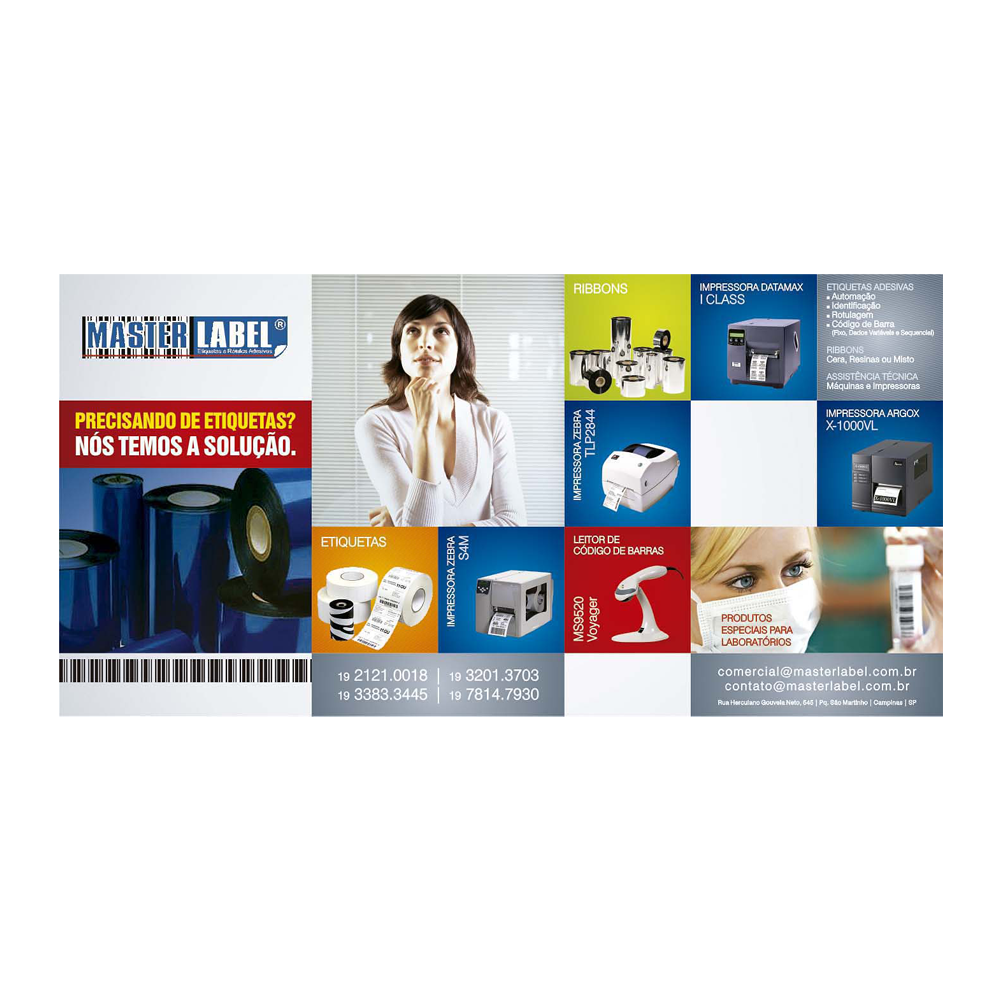 MASTER LABEL®
Etiquetas e Rótulos Adesivos
PRECISANDO DE ETIQUETAS?
NÓS TEMOS A SOLUÇÃO.
RIBBONS
IMPRESSORA DATAMAX
I CLASS
ETIQUETAS ADESIVAS
Automação
Identificação
Rotulagem
Código de Barra
(Fixo, Dados Variáveis e Sequencial)
RIBBONS
Cera, Resinas ou Misto
ASSISTÊNCIA TÉCNICA
Máquinas e Impressoras
IMPRESSORA ZEBRA
TLP2844
IMPRESSORA ARGOX
X-1000VL
ETIQUETAS
IMPRESSORA ZEBRA
S4M
LEITOR DE
CÓDIGO DE BARRAS
MS9520
Voyager
PRODUTOS
ESPECIAIS PARA
LABORATÓRIOS
19 2121.0018 | 19 3201.3703
19 3383.3445 | 19 7814.7930
comercial@masterlabel.com.br
contato@masterlabel.com.br
Rua Herculano Gouveia Neto, 545 | Pq. São Martinho | Campinas | SP